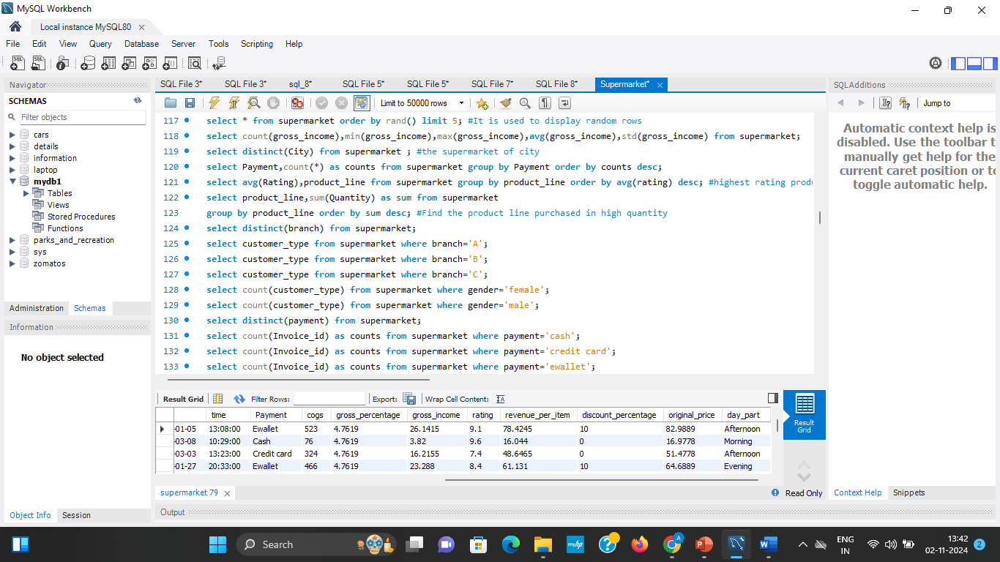 MySQL Workbench
Local instance MySQL80
File Edit View Query Database Server Tools Scripting Help
Navigator
SCHEMAS
Filter objects
cars
details
information
laptop
mydb1
Tables
Views
Stored Procedures
Functions
parks_and_recreation
sys
zomatos
Administration Schemas
Information
No object selected
Object Info Session
SQL File 3* SQL File 3* sql_8* SQL File 5* SQL File 5* SQL File 7* SQL File 8* Supermarket*
Limit to 50000 rows
117 select * from supermarket order by rand() limit 5; #It is used to display random rows
118 select count(gross_income),min(gross_income),max(gross_income),avg(gross_income),std(gross_income) from supermarket;
119 select distinct(City) from supermarket ; #the supermarket of city
120 select Payment,count(*) as counts from supermarket group by Payment order by counts desc;
121 select avg(Rating),product_line from supermarket group by product_line order by avg(rating) desc; #highest rating produ
122 select product_line,sum(Quantity) as sum from supermarket
123 group by product_line order by sum desc; #Find the product line purchased in high quantity
124 select distinct(branch) from supermarket;
125 select customer_type from supermarket where branch='A';
126 select customer_type from supermarket where branch='B';
127 select customer_type from supermarket where branch='C';
128 select count(customer_type) from supermarket where gender='female';
129 select count(customer_type) from supermarket where gender='male';
130 select distinct(payment) from supermarket;
131 select count(Invoice_id) as counts from supermarket where payment='cash';
132 select count(Invoice_id) as counts from supermarket where payment='credit card';
133 select count(Invoice_id) as counts from supermarket where payment='ewallet';
Result Grid Filter Rows: Export: Wrap Cell Content:
time Payment cogs gross_percentage gross_income rating revenue_per_item discount_percentage original_price day_part
-01-05 13:08:00 Ewallet 523 4.7619 26.1415 9.1 78.4245 10 82.9889 Afternoon
-03-08 10:29:00 Cash 76 4.7619 3.82 9.6 16.044 0 16.9778 Morning
-03-03 13:23:00 Credit card 324 4.7619 16.2155 7.4 48.6465 0 51.4778 Afternoon
-01-27 20:33:00 Ewallet 466 4.7619 23.288 8.4 61.131 10 64.6889 Evening
Result
Grid
supermarket 79
Read Only
Output
SQLAdditions
Jump to
Automatic context help is
disabled. Use the toolbar t
manually get help for the
current caret position or to
toggle automatic help.
Context Help Snippets
Search
ENG
IN
13:42
02-11-2024
2